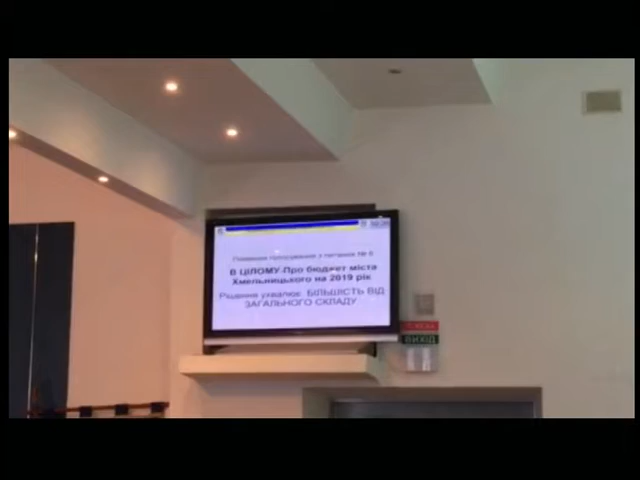 Поіменне голосування з питання № 6
В ЦІЛОМУ-Про бюджет міста
Хмельницького на 2019 рік
Рішення ухвалює БІЛЬШІСТЬ ВІД
ЗАГАЛЬНОГО СКЛАДУ
ВИХІД